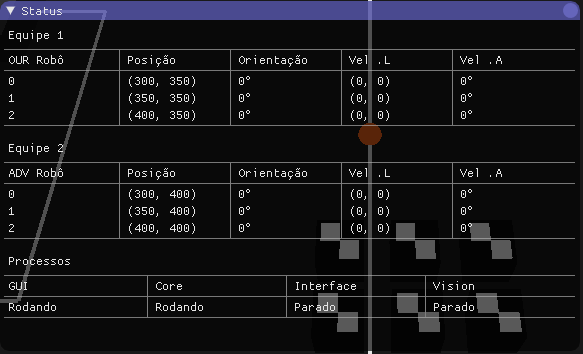 Status
Equipe 1
OUR Robô Posição Orientação Vel .L Vel .A
0 (300, 350) 0° (0, 0) 0°
1 (350, 350) 0° (0, 0) 0°
2 (400, 350) 0° (0, 0) 0°
Equipe 2
ADV Robô Posição Orientação Vel .L Vel .A
0 (300, 400) 0° (0, 0) 0°
1 (350, 400) 0° (0, 0) 0°
2 (400, 400) 0° (0, 0) 0°
Processos
GUI Core Interface Vision
Rodando Rodando Parado Parado